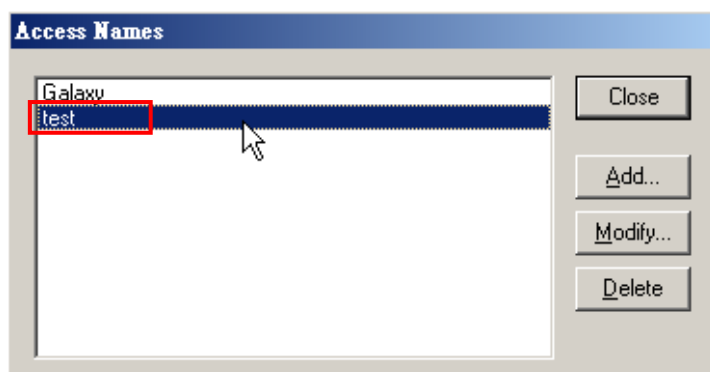 Access Names
Galaxy
test
Close
Add...
Modify...
Delete